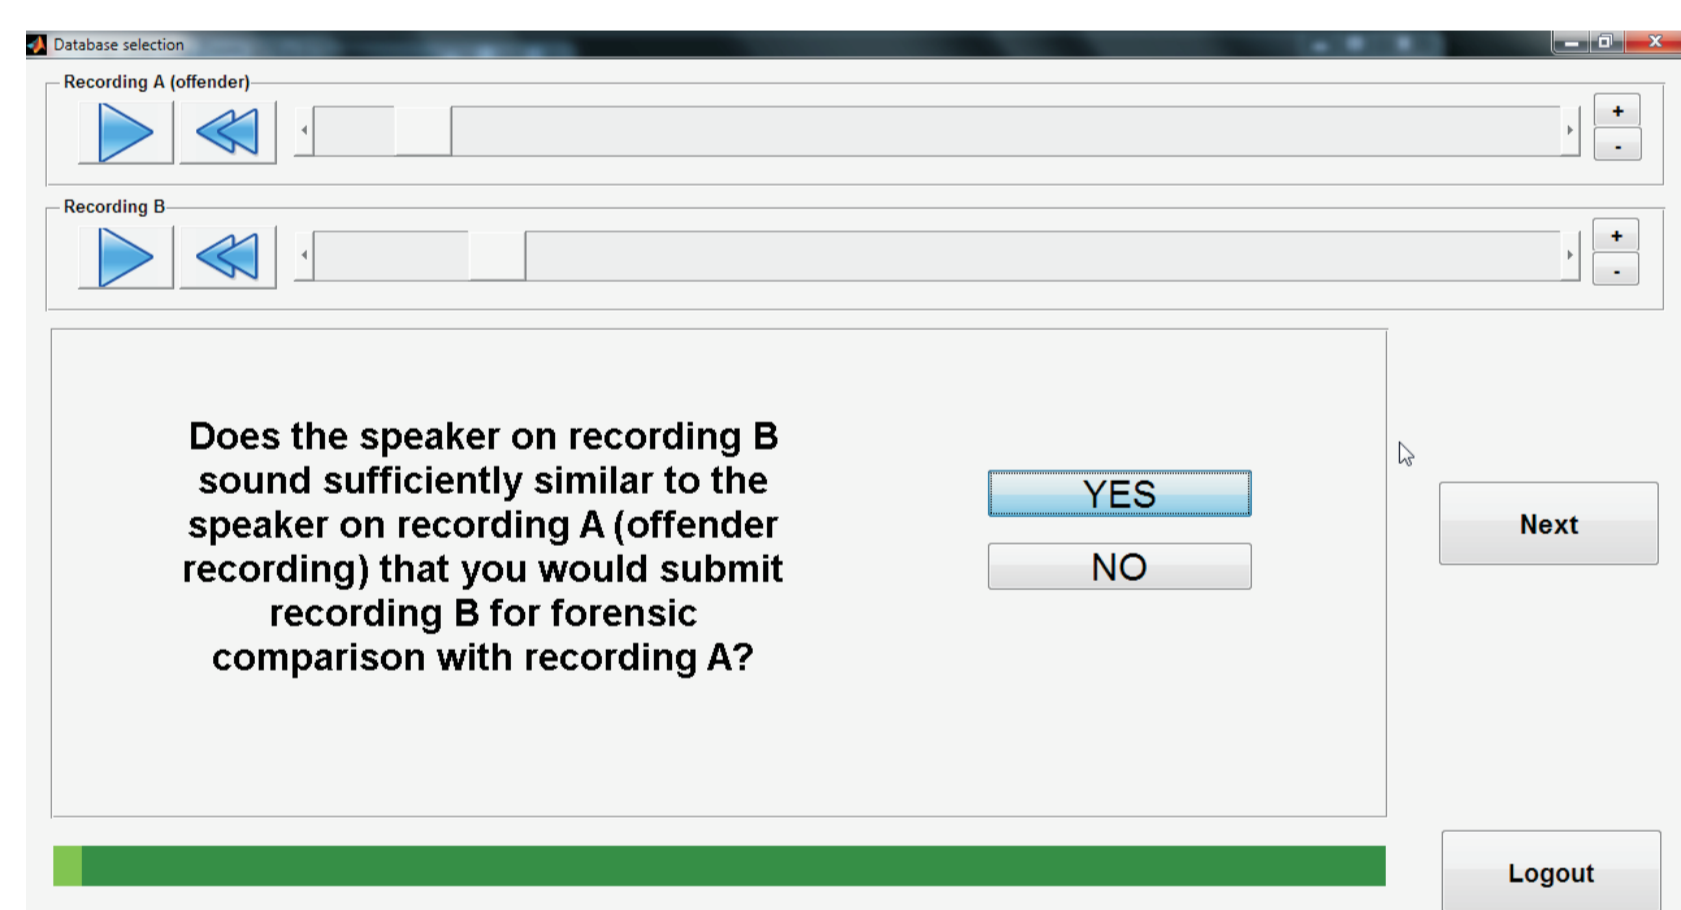 Database selection
Recording A (offender)
+
-
Recording B
+
-
Does the speaker on recording B
sound sufficiently similar to the
speaker on recording A (offender
recording) that you would submit
recording B for forensic
comparison with recording A?
YES
NO
Next
Logout